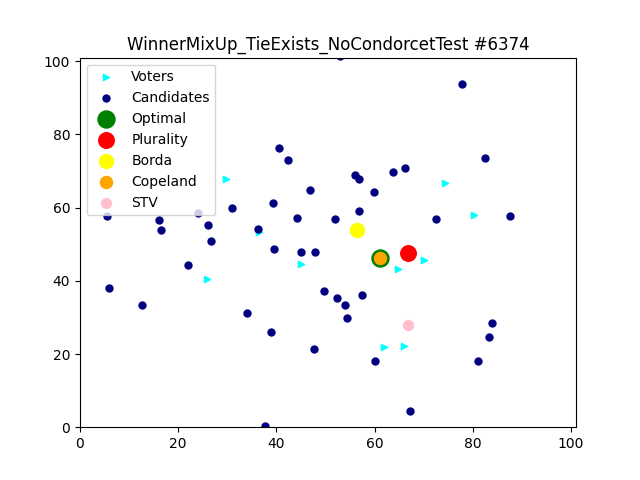 WinnerMixUp_TieExists_NoCondorcetTest #6374
Voters
Candidates
Optimal
Plurality
Borda
Copeland
STV
100
80
60
40
20
0
0 20 40 60 80 100